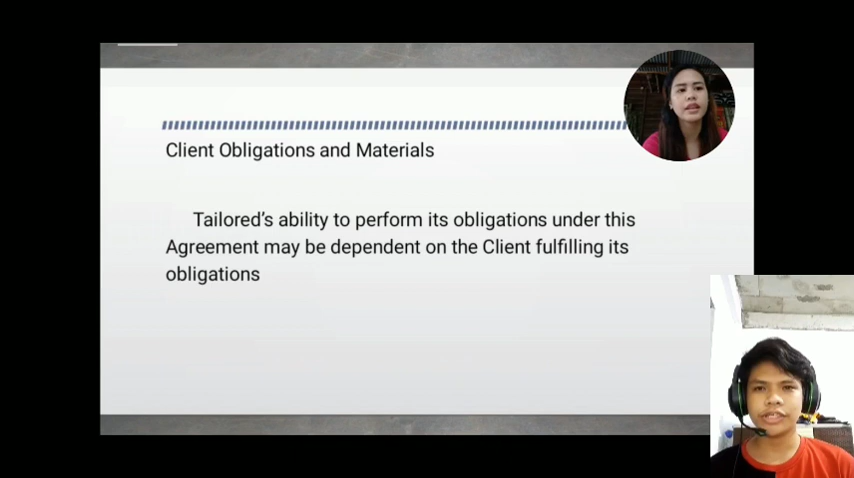 Client Obligations and Materials
Tailored's ability to perform its obligations under this
Agreement may be dependent on the Client fulfilling its
obligations